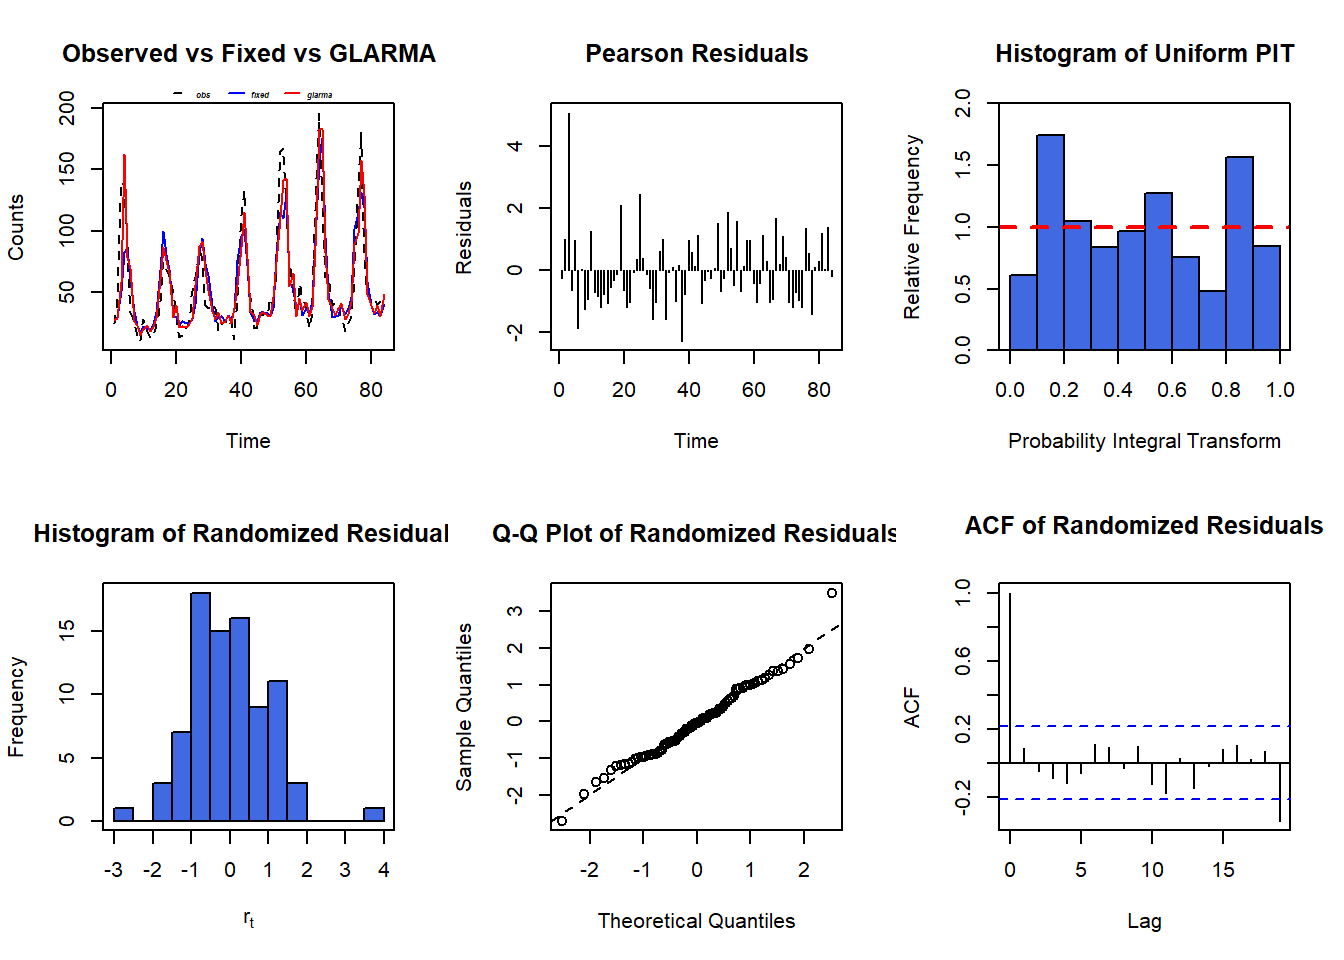 Observed vs Fixed vs GLARMA
obs fixed glarma
Counts
50 100 150 200
0 20 40 60 80
Time
Pearson Residuals
Residuals
-2 0 2 4
0 20 40 60 80
Time
Histogram of Uniform PIT
Relative Frequency
0.0 0.5 1.0 1.5 2.0
0.0 0.2 0.4 0.6 0.8 1.0
Probability Integral Transform
Histogram of Randomized Residual
Frequency
0 5 10 15
-3 -2 -1 0 1 2 3 4
rt
Q-Q Plot of Randomized Residuals
Sample Quantiles
-2 -1 0 1 2 3
-2 -1 0 1 2
Theoretical Quantiles
ACF of Randomized Residuals
ACF
-0.2 0.2 0.6 1.0
0 5 10 15
Lag